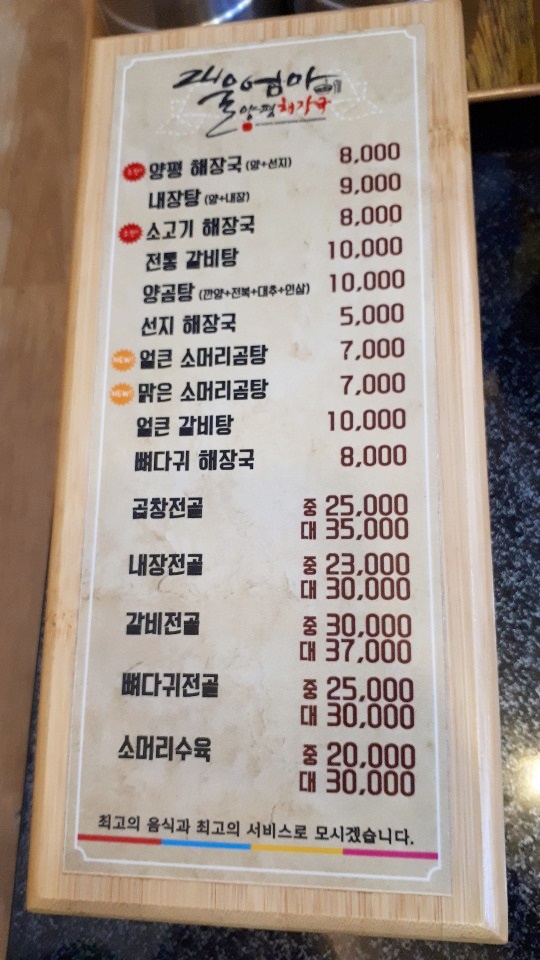 양평해장국
양평 해장국 (양+선지) 8,000
내장탕 (양+내장) 9,000
소고기 해장국 8,000
전통 갈비탕 10,000
양곰탕 (깐양+전복+대추+인삼) 10,000
선지 해장국 5,000
NEW! 얼큰 소머리곰탕 7,000
NEW! 맑은 소머리곰탕 7,000
얼큰 갈비탕 10,000
뼈다귀 해장국 8,000
곱창전골 중 25,000
대 35,000
내장전골 중 23,000
대 30,000
갈비전골 중 30,000
대 37,000
뼈다귀전골 중 25,000
대 30,000
소머리수육 중 20,000
대 30,000
최고의 음식과 최고의 서비스로 모시겠습니다.